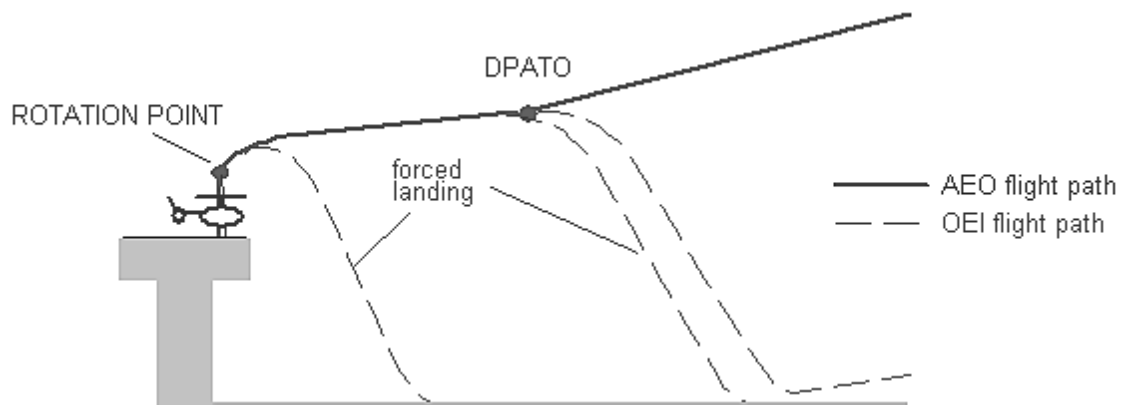 DPATO
ROTATION POINT
forced
landing
AEO flight path
OEI flight path